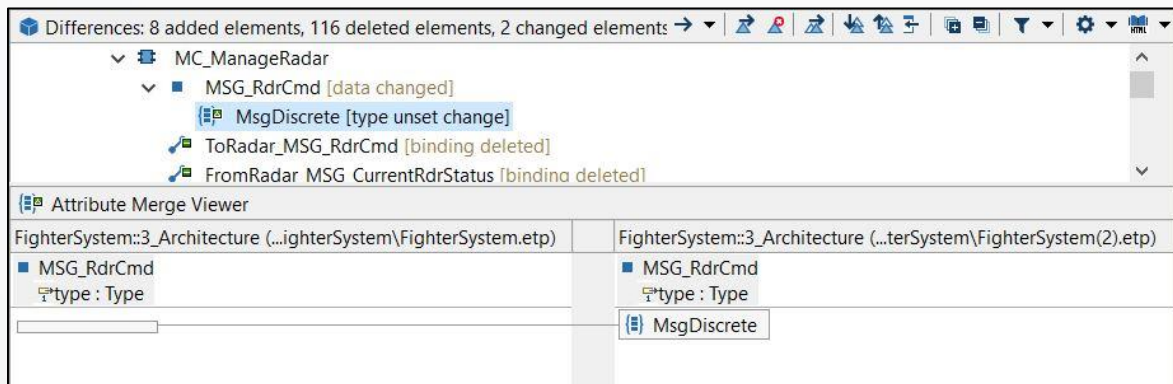 Differences: 8 added elements, 116 deleted elements, 2 changed elements
HTML
MC_ManageRadar
MSG_RdrCmd [data changed]
MsgDiscrete [type unset change]
ToRadar_MSG_RdrCmd [binding deleted]
FromRadar_MSG_CurrentRdrStatus [binding deleted]
Attribute Merge Viewer
FighterSystem::3_Architecture (...ighterSystem\FighterSystem.etp) FighterSystem::3_Architecture (...terSystem\FighterSystem(2).etp)
MSG_RdrCmd MSG_RdrCmd
type : Type type : Type
MsgDiscrete